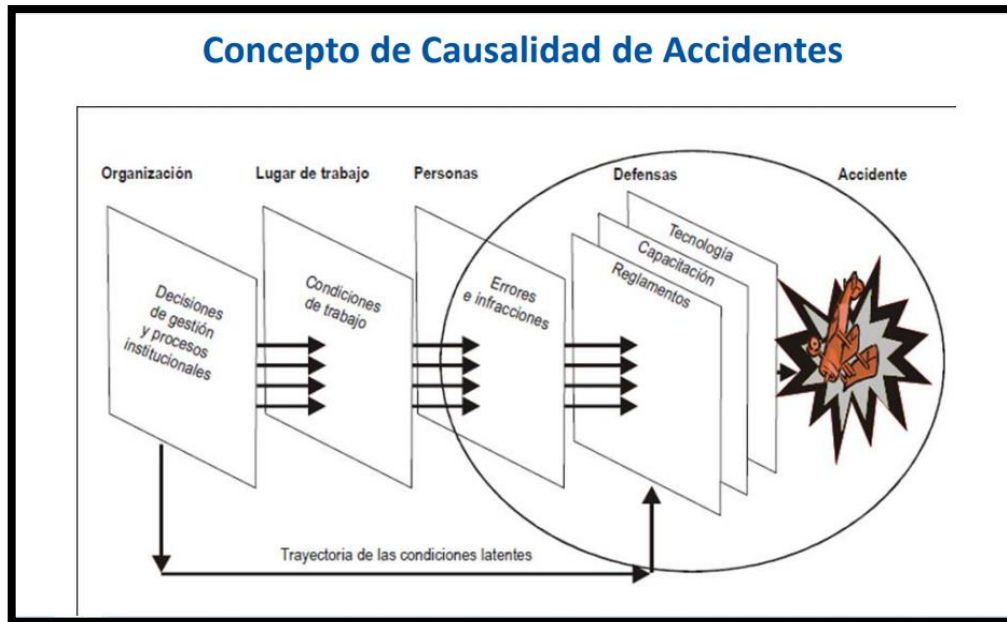 Concepto de Causalidad de Accidentes
Organización
Lugar de trabajo
Personas
Defensas
Accidente
Decisiones
de gestión
y procesos
institucionales
Condiciones
de trabajo
Errores
e infracciones
Tecnología
Capacitación
Reglamentos
Trayectoria de las condiciones latentes